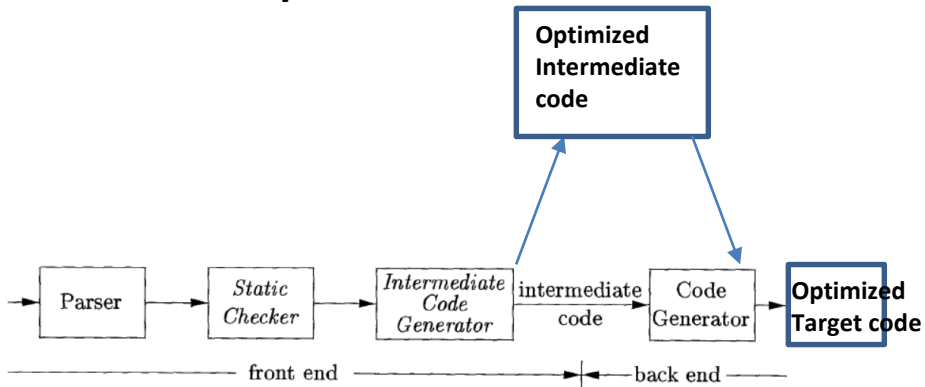 Optimized
Intermediate
code
Parser
Static
Checker
Intermediate
Code
Generator
intermediate
code
Code
Generator
Optimized
Target code
front end
back end